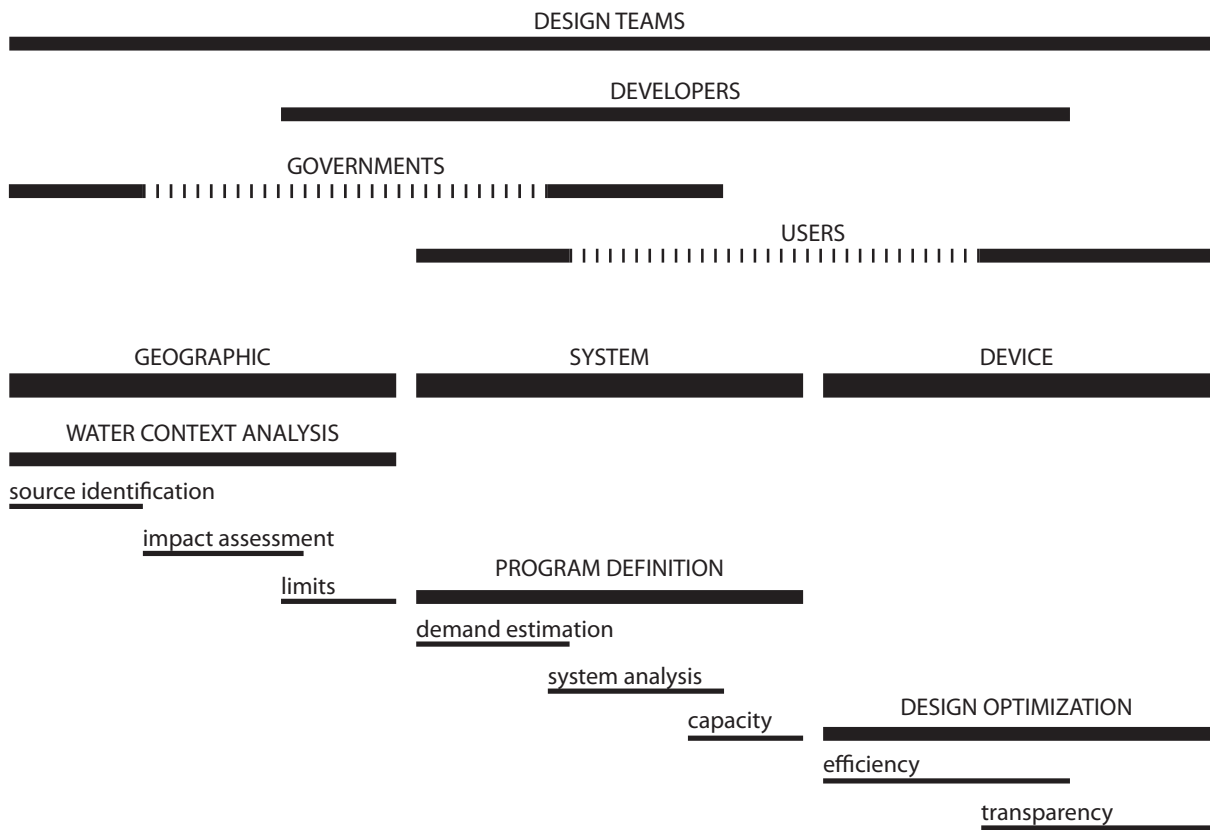 DESIGN TEAMS
DEVELOPERS
GOVERNMENTS
USERS
GEOGRAPHIC
SYSTEM
DEVICE
WATER CONTEXT ANALYSIS
source identification
impact assessment
limits
PROGRAM DEFINITION
demand estimation
system analysis
capacity
DESIGN OPTIMIZATION
efficiency
transparency